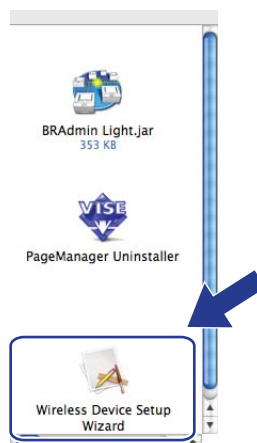 BRAdmin Light.jar
353 KB
VISE
PageManager Uninstaller
Wireless Device Setup
Wizard